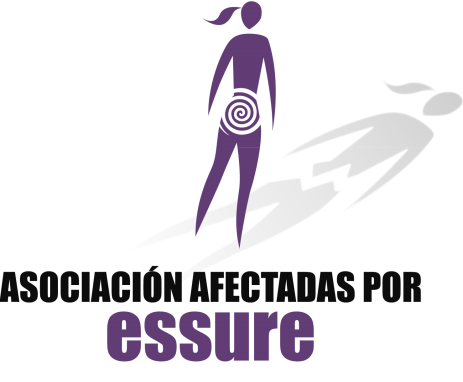 ASOCIACIÓN AFECTADAS POR
essure